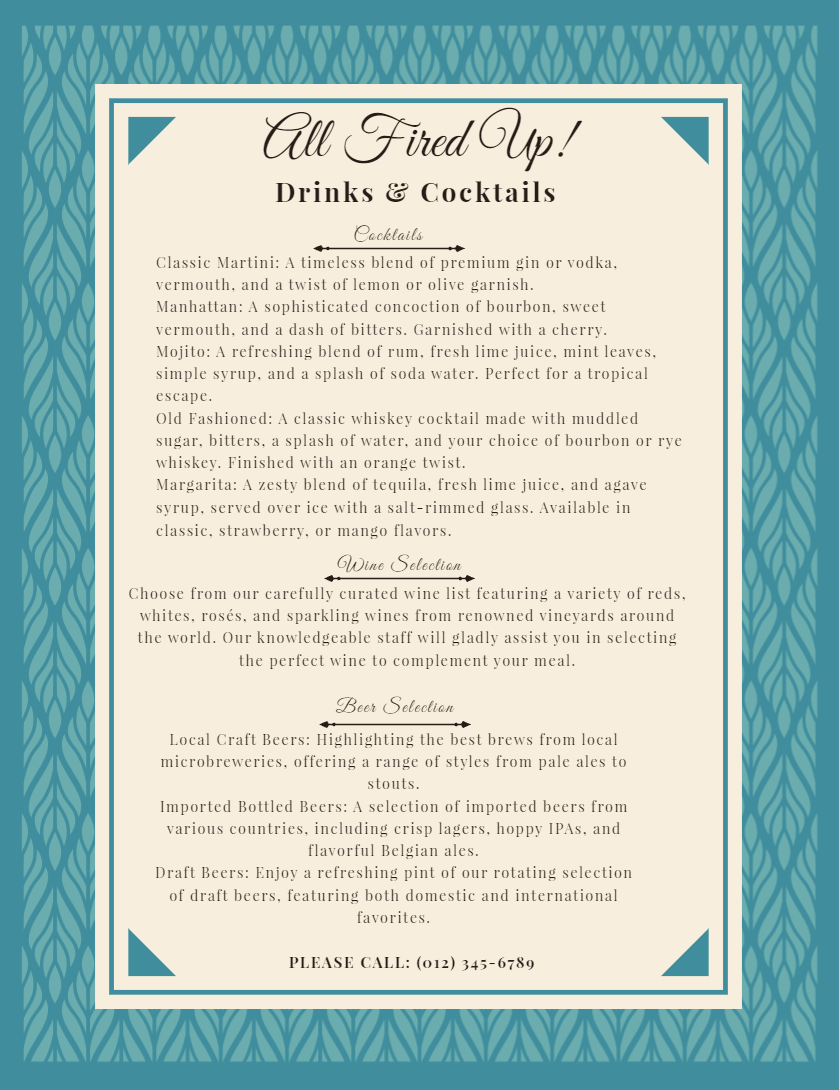 All Fired Up!
Drinks & Cocktails
Cocktails
Classic Martini: A timeless blend of premium gin or vodka,
vermouth, and a twist of lemon or olive garnish.
Manhattan: A sophisticated concoction of bourbon, sweet
vermouth, and a dash of bitters. Garnished with a cherry.
Mojito: A refreshing blend of rum, fresh lime juice, mint leaves,
simple syrup, and a splash of soda water. Perfect for a tropical
escape.
Old Fashioned: A classic whiskey cocktail made with muddled
sugar, bitters, a splash of water, and your choice of bourbon or rye
whiskey. Finished with an orange twist.
Margarita: A zesty blend of tequila, fresh lime juice, and agave
syrup, served over ice with a salt-rimmed glass. Available in
classic, strawberry, or mango flavors.
Wine Selection
Choose from our carefully curated wine list featuring a variety of reds,
whites, rosés, and sparkling wines from renowned vineyards around
the world. Our knowledgeable staff will gladly assist you in selecting
the perfect wine to complement your meal.
Beer Selection
Local Craft Beers: Highlighting the best brews from local
microbreweries, offering a range of styles from pale ales to
stouts.
Imported Bottled Beers: A selection of imported beers from
various countries, including crisp lagers, hoppy IPAs, and
flavorful Belgian ales.
Draft Beers: Enjoy a refreshing pint of our rotating selection
of draft beers, featuring both domestic and international
favorites.
PLEASE CALL: (012) 345-6789